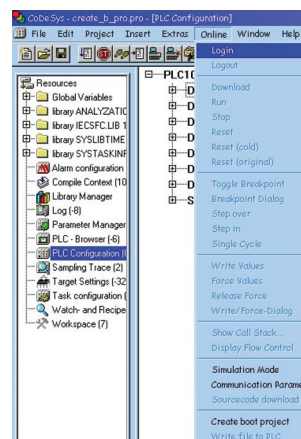 CoDeSys - create_b_pro.pro - [PLC Configuration]
File Edit Project Insert Extras Online Window Help
Resources
Global Variables
library ANALYZATIO
library IECSFC.LIB 1
library SYSLIBTIME
library SYSTASKINF
Alarm configuration
Compile Context (10
Library Manager
Log (-8)
Parameter Manager
PLC - Browser (-6)
PLC Configuration (
Sampling Trace (2)
Target Settings (-32
Task configuration (
Watch- and Recipe
Workspace (7)
PLC10
D
D
D
D
D
D
S
Login
Logout
Download
Run
Stop
Reset
Reset (cold)
Reset (original)
Toggle Breakpoint
Breakpoint Dialog
Step over
Step in
Single Cycle
Write Values
Force Values
Release Force
Write/Force-Dialog
Show Call Stack...
Display Flow Control
Simulation Mode
Communication Parame
Sourcecode download
Create boot project
Write file to PLC